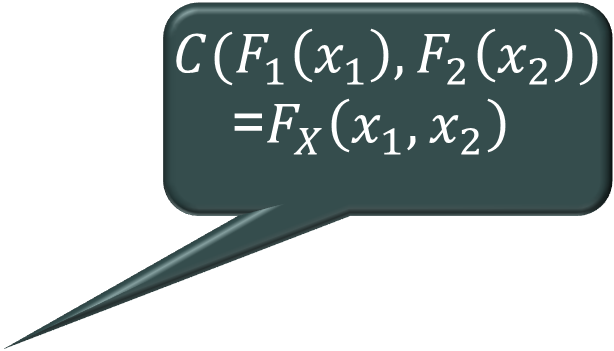 C(F₁(x₁), F₂(x₂))
=F_X(x₁, x₂)